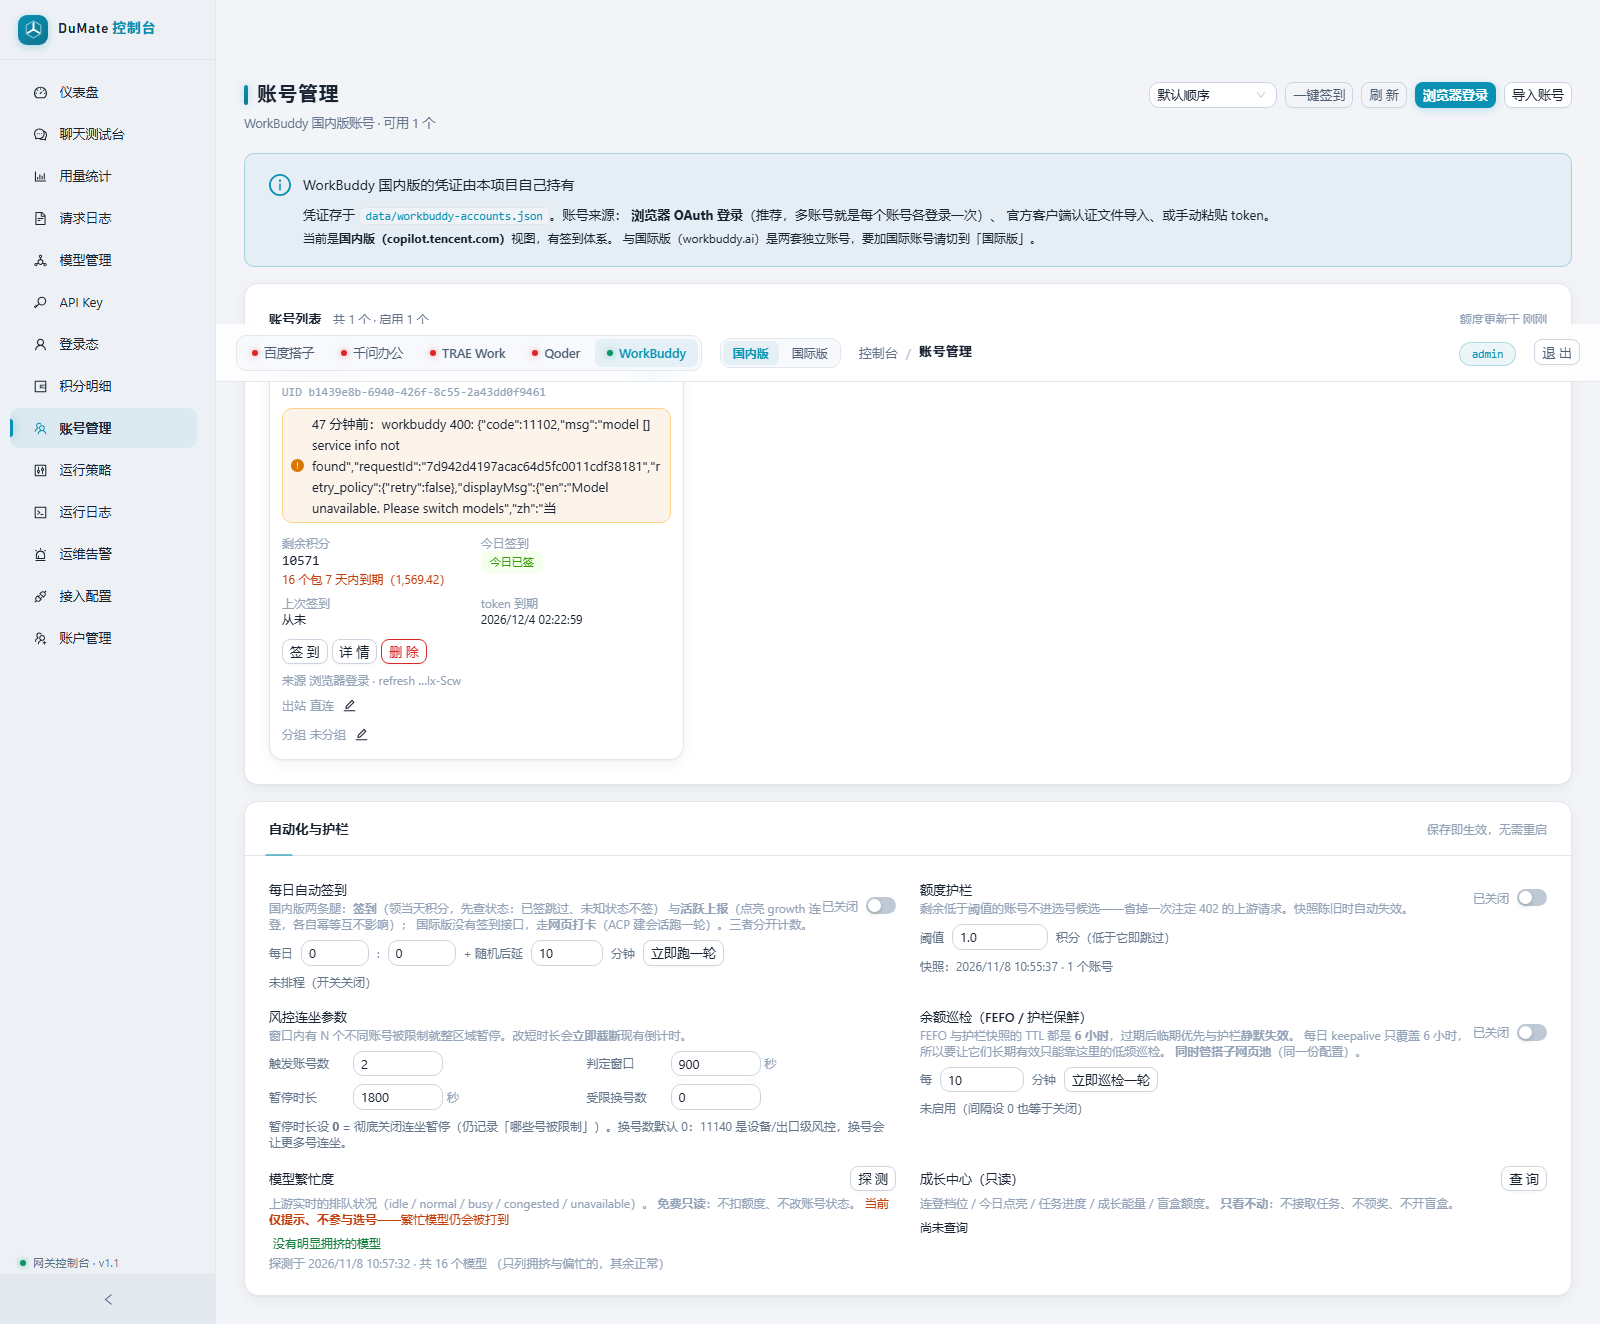 DuMate 控制台
仪表盘
聊天测试台
用量统计
请求日志
模型管理
API Key
登录态
积分明细
账号管理
运行策略
运行日志
运维告警
接入配置
账户管理
网关控制台 · v1.1
账号管理
WorkBuddy 国内版账号 · 可用 1 个
默认顺序
一键签到
刷 新
浏览器登录
导入账号
WorkBuddy 国内版的凭证由本项目自己持有
凭证存于 data/workbuddy-accounts.json 。账号来源： 浏览器 OAuth 登录（推荐，多账号就是每个账号各登录一次）、 官方客户端认证文件导入、或手动粘贴 token。
当前是国内版（copilot.tencent.com）视图，有签到体系。 与国际版（workbuddy.ai）是两套独立账号，要加国际账号请切到「国际版」。
账号列表 共 1 个 · 启用 1 个
额度更新于 刚刚
百度搭子
千问办公
TRAE Work
Qoder
WorkBuddy
国内版
国际版
控制台 / 账号管理
admin
退 出
UID b1439e8b-6940-426f-8c55-2a43dd0f9461
47 分钟前：workbuddy 400: {"code":11102,"msg":"model []
service info not
found","requestId":"7d942d4197acac64d5fc0011cdf38181","r
etry_policy":{"retry":false},"displayMsg":{"en":"Model
unavailable. Please switch models","zh":"当
剩余积分
10571
16 个包 7 天内到期（1,569.42）
今日签到
今日已签
上次签到
从未
token 到期
2026/12/4 02:22:59
签 到
详 情
删 除
来源 浏览器登录 · refresh ...lx-Scw
出站 直连
分组 未分组
自动化与护栏
保存即生效，无需重启
每日自动签到
国内版两条腿：签到（领当天积分，先查状态：已签跳过、未知状态不签） 与活跃上报（点亮 growth 连
登，各自幂等互不影响）； 国际版没有签到接口，走网页打卡（ACP 建会话跑一轮）。三者分开计数。
已关闭
每日 0 : 0 + 随机后延 10 分钟 立即跑一轮
未排程（开关关闭）
额度护栏
剩余低于阈值的账号不进选号候选——省掉一次注定 402 的上游请求。快照陈旧时自动失效。
已关闭
阈值 1.0 积分（低于它即跳过）
快照：2026/11/8 10:55:37 · 1 个账号
风控连坐参数
窗口内有 N 个不同账号被限制就整区域暂停。改短时长会立即截断现有倒计时。
触发账号数 2
判定窗口 900 秒
暂停时长 1800 秒
受限换号数 0
暂停时长设 0 = 彻底关闭连坐暂停（仍记录「哪些号被限制」）。换号数默认 0：11140 是设备/出口级风控，换号会
让更多号连坐。
余额巡检（FEFO / 护栏保鲜）
FEFO 与护栏快照的 TTL 都是 6 小时，过期后临期优先与护栏静默失效。 每日 keepalive 只覆盖 6 小时，
所以要让它们长期有效只能靠这里的低频巡检。 同时管搭子网页池（同一份配置）。
已关闭
每 10 分钟 立即巡检一轮
未启用（间隔设 0 也等于关闭）
模型繁忙度
探 测
上游实时的排队状况（idle / normal / busy / congested / unavailable）。 免费只读：不扣额度、不改账号状态。 当前
仅提示、不参与选号——繁忙模型仍会被打到
没有明显拥挤的模型
探测于 2026/11/8 10:57:32 · 共 16 个模型 （只列拥挤与偏忙的，其余正常）
成长中心（只读）
查 询
连登档位 / 今日点亮 / 任务进度 / 成长能量 / 盲盒额度。 只看不动：不接取任务、不领奖、不开盲盒。
尚未查询